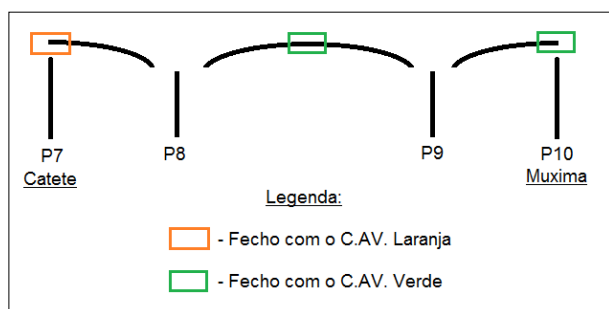 P7 P8 P9 P10
Catete Muxima
Legenda:
- Fecho com o C.AV. Laranja
- Fecho com o C.AV. Verde